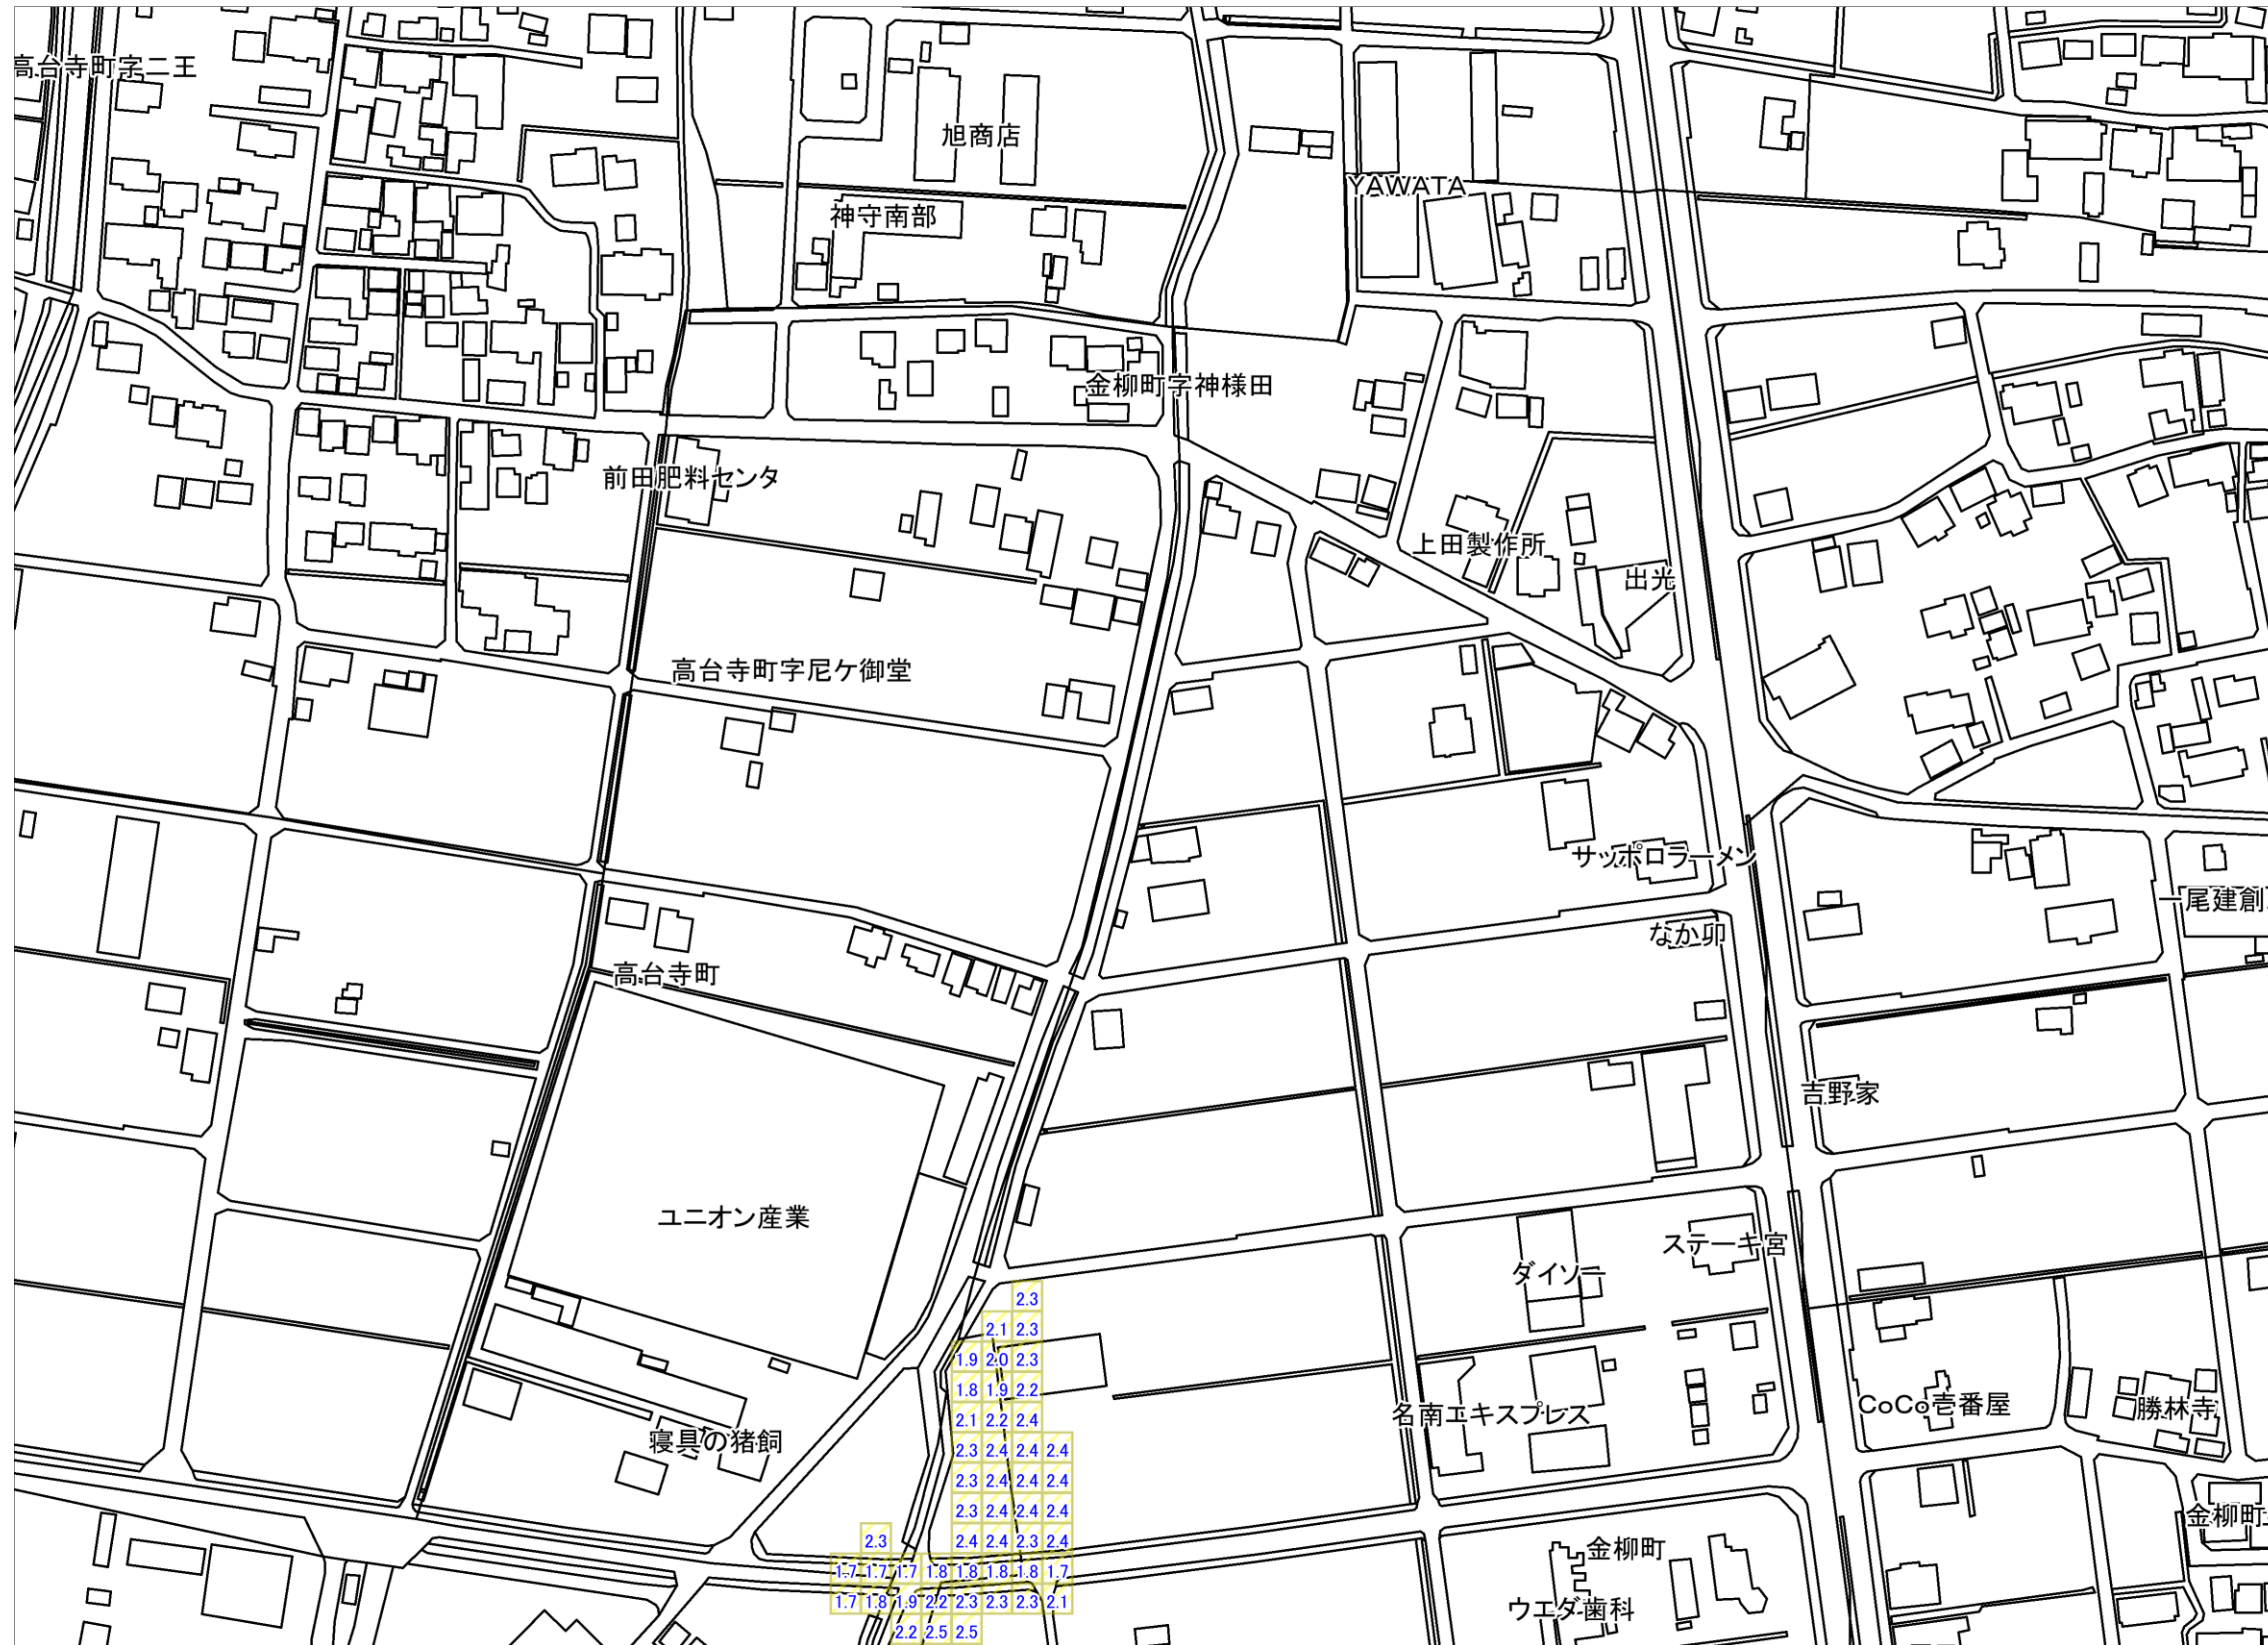 高台寺町字二王
旭商店
YAWATA
神守南部
金柳町字神様田
前田肥料センタ
上田製作所
出光
高台寺町字尼ケ御堂
サッポロラーメン
一尾建創
なか卯
高台寺町
吉野家
ユニオン産業
ステーキ宮
ダイソー
2.3
2.1 2.3
1.9 2.0 2.3
1.8 1.9 2.2
CoCo壱番屋
勝林寺
名南エキスプレス
2.1 2.2 2.4
寝具の猪飼
2.3 2.4 2.4 2.4
2.3 2.4 2.4 2.4
2.3 2.4 2.4 2.4
金柳町
2.3 2.4 2.4 2.3 2.4
金柳町
1.7 1.7 1.7 1.8 1.8 1.8 1.8 1.7
1.7 1.8 1.9 2.2 2.3 2.3 2.3 2.1
ウエダ歯科
2.2 2.5 2.5